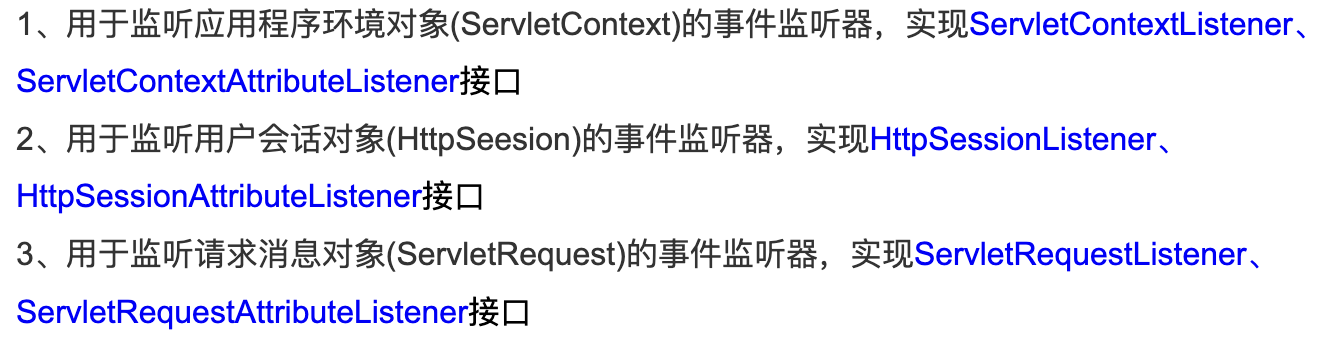 1、用于监听应用程序环境对象(ServletContext)的事件监听器，实现ServletContextListener、
ServletContextAttributeListener接口
2、用于监听用户会话对象(HttpSeesion)的事件监听器，实现HttpSessionListener、
HttpSessionAttributeListener接口
3、用于监听请求消息对象(ServletRequest)的事件监听器，实现ServletRequestListener、
ServletRequestAttributeListener接口